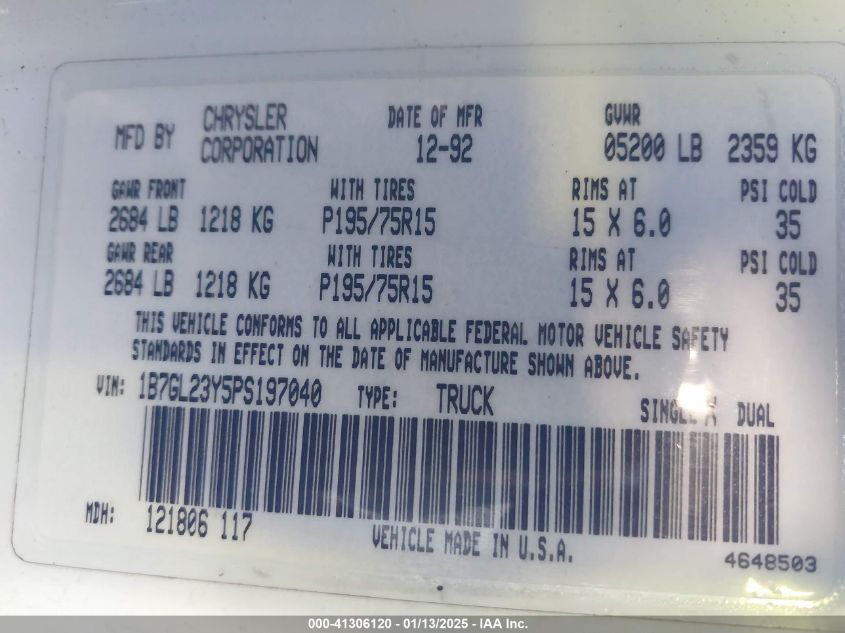 MFD BY CHRYSLER CORPORATION DATE OF MFR 12-92 GVWR 05200 LB 2359 KG
GAWR FRONT WITH TIRES RIMS AT PSI COLD
2684 LB 1218 KG P195/75R15 15 X 6.0 35
GAWR REAR WITH TIRES RIMS AT PSI COLD
2684 LB 1218 KG P195/75R15 15 X 6.0 35
THIS VEHICLE CONFORMS TO ALL APPLICABLE FEDERAL MOTOR VEHICLE SAFETY
STANDARDS IN EFFECT ON THE DATE OF MANUFACTURE SHOWN ABOVE.
VIN: 1B7GL23Y5PS197040 TYPE: TRUCK SINGLE X DUAL
MDH: 121806 117 VEHICLE MADE IN U.S.A. 4648503
000-41306120 — 01/13/2025 — IAA Inc.